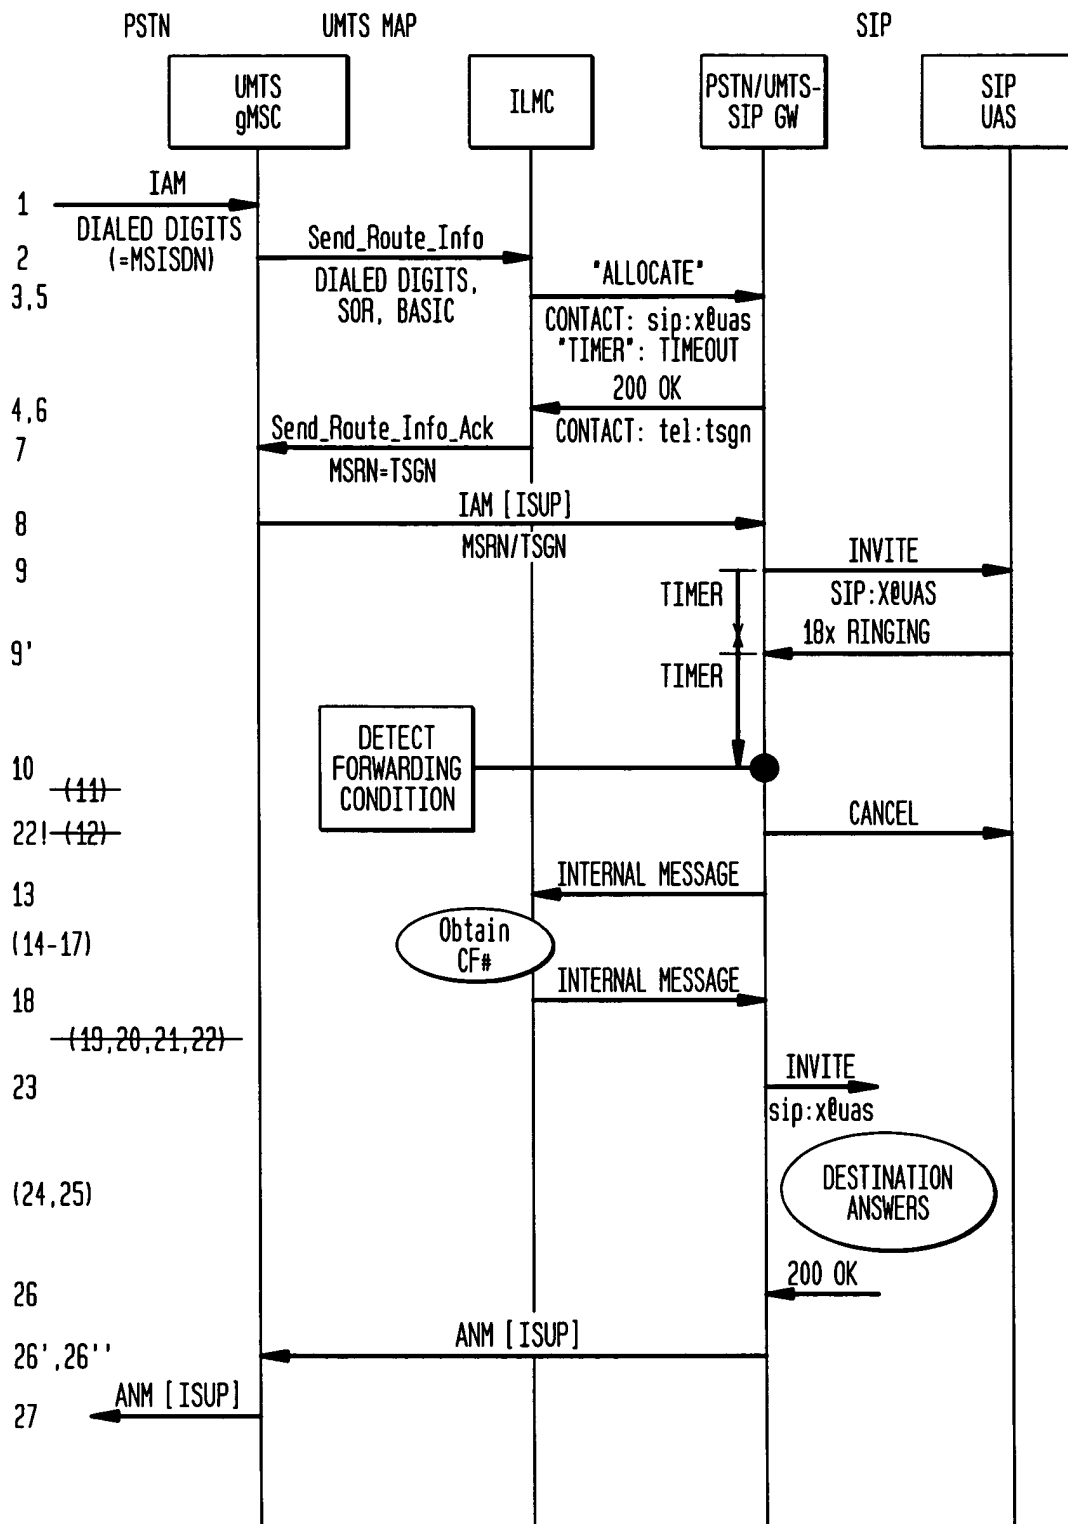 PSTN UMTS MAP SIP
UMTS
gMSC
ILMC
PSTN/UMTS-
SIP GW
SIP
UAS
1 IAM
DIALED DIGITS
(=MSISDN)
2 Send_Route_Info
DIALED DIGITS,
SOR, BASIC
3,5 "ALLOCATE"
CONTACT: sip:x@uas
"TIMER": TIMEOUT
4,6 200 OK
CONTACT: tel:tsgn
7 Send_Route_Info_Ack
MSRN=TSGN
8 IAM [ISUP]
MSRN/TSGN
9 INVITE
SIP:X@UAS
TIMER
9' 18x RINGING
TIMER
10 DETECT
FORWARDING
CONDITION
(11)
22! (12) CANCEL
13 INTERNAL MESSAGE
(14-17) Obtain
CF#
18 INTERNAL MESSAGE
(19,20,21,22)
23 INVITE
sip:x@uas
(24,25) DESTINATION
ANSWERS
26 200 OK
26',26'' ANM [ISUP]
27 ANM [ISUP]